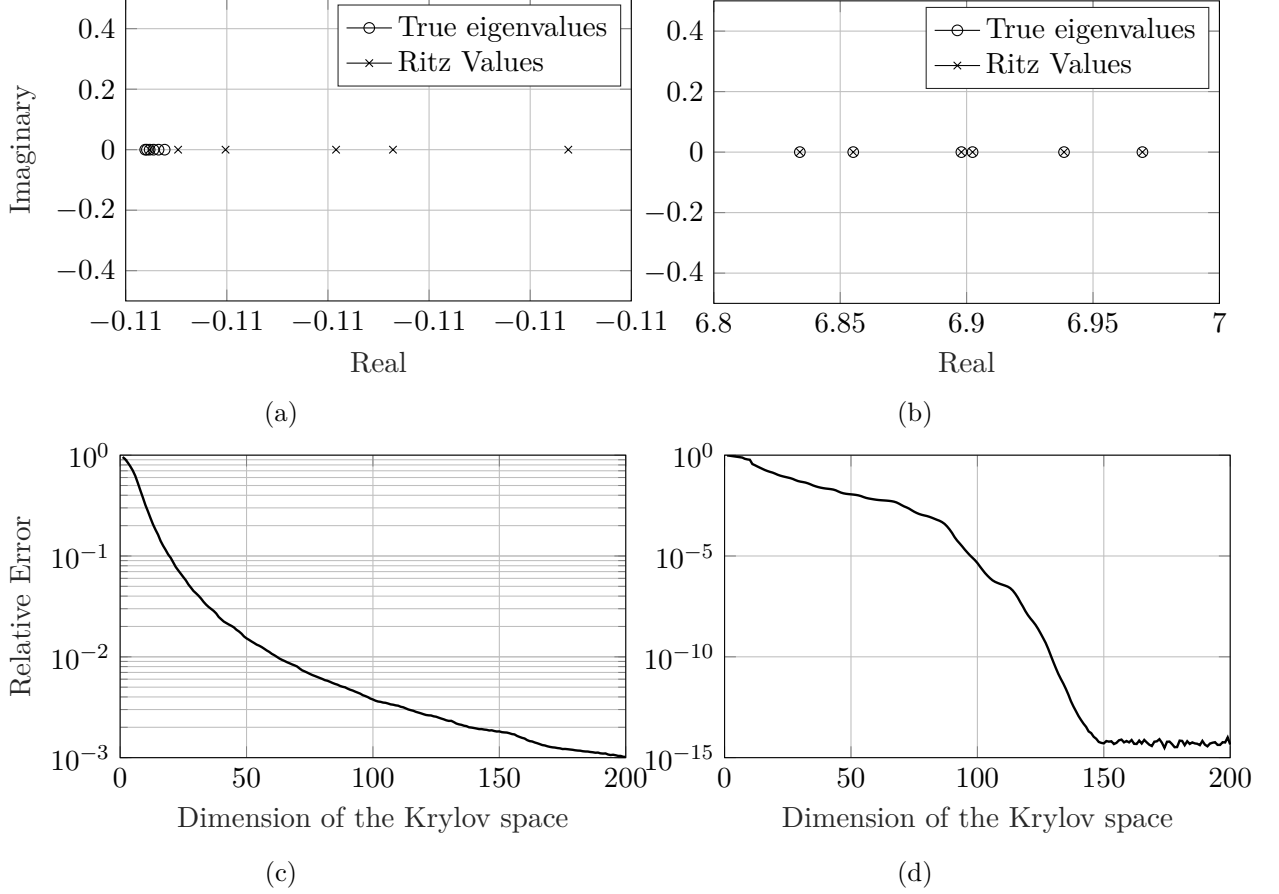 0.4
0.2
0
−0.2
−0.4
Imaginary
True eigenvalues
Ritz Values
−0.11 −0.11 −0.11 −0.11 −0.11 −0.11
Real
(a)
0.4
0.2
0
−0.2
−0.4
True eigenvalues
Ritz Values
6.8 6.85 6.9 6.95 7
Real
(b)
10^0
10^−1
10^−2
10^−3
Relative Error
0 50 100 150 200
Dimension of the Krylov space
(c)
10^0
10^−5
10^−10
10^−15
0 50 100 150 200
Dimension of the Krylov space
(d)